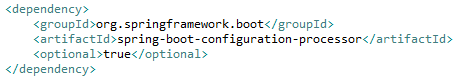 <dependency>
    <groupId>org.springframework.boot</groupId>
    <artifactId>spring-boot-configuration-processor</artifactId>
    <optional>true</optional>
</dependency>